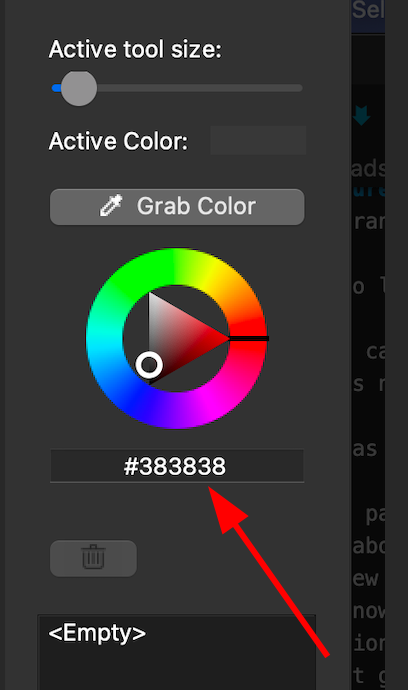 Sel
Active tool size:
Active Color:
ads
Grab Color
ran
o l
ca
s n
as
#383838
pa
abo
ew
now
<Empty>
ion
t g